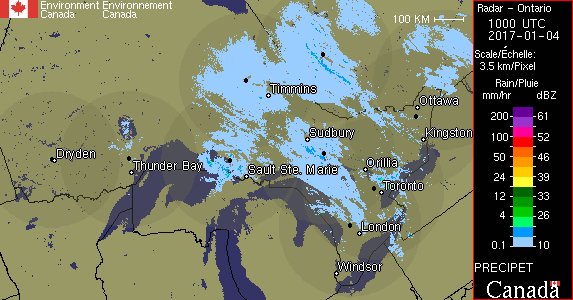 Environment Environnement
Canada Canada
100 KM
Timmins
Ottawa
Sudbury
Kingston
Dryden
Thunder Bay
Sault Ste. Marie
Orillia
Toronto
London
Windsor
Radar - Ontario
1000 UTC
2017-01-04
Scale/Échelle:
3.5 km/Pixel
Rain/Pluie
mm/hr dBZ
200 61
100 52
50 46
24 39
12 33
4 26
0.1 10
PRECIPET
Canada